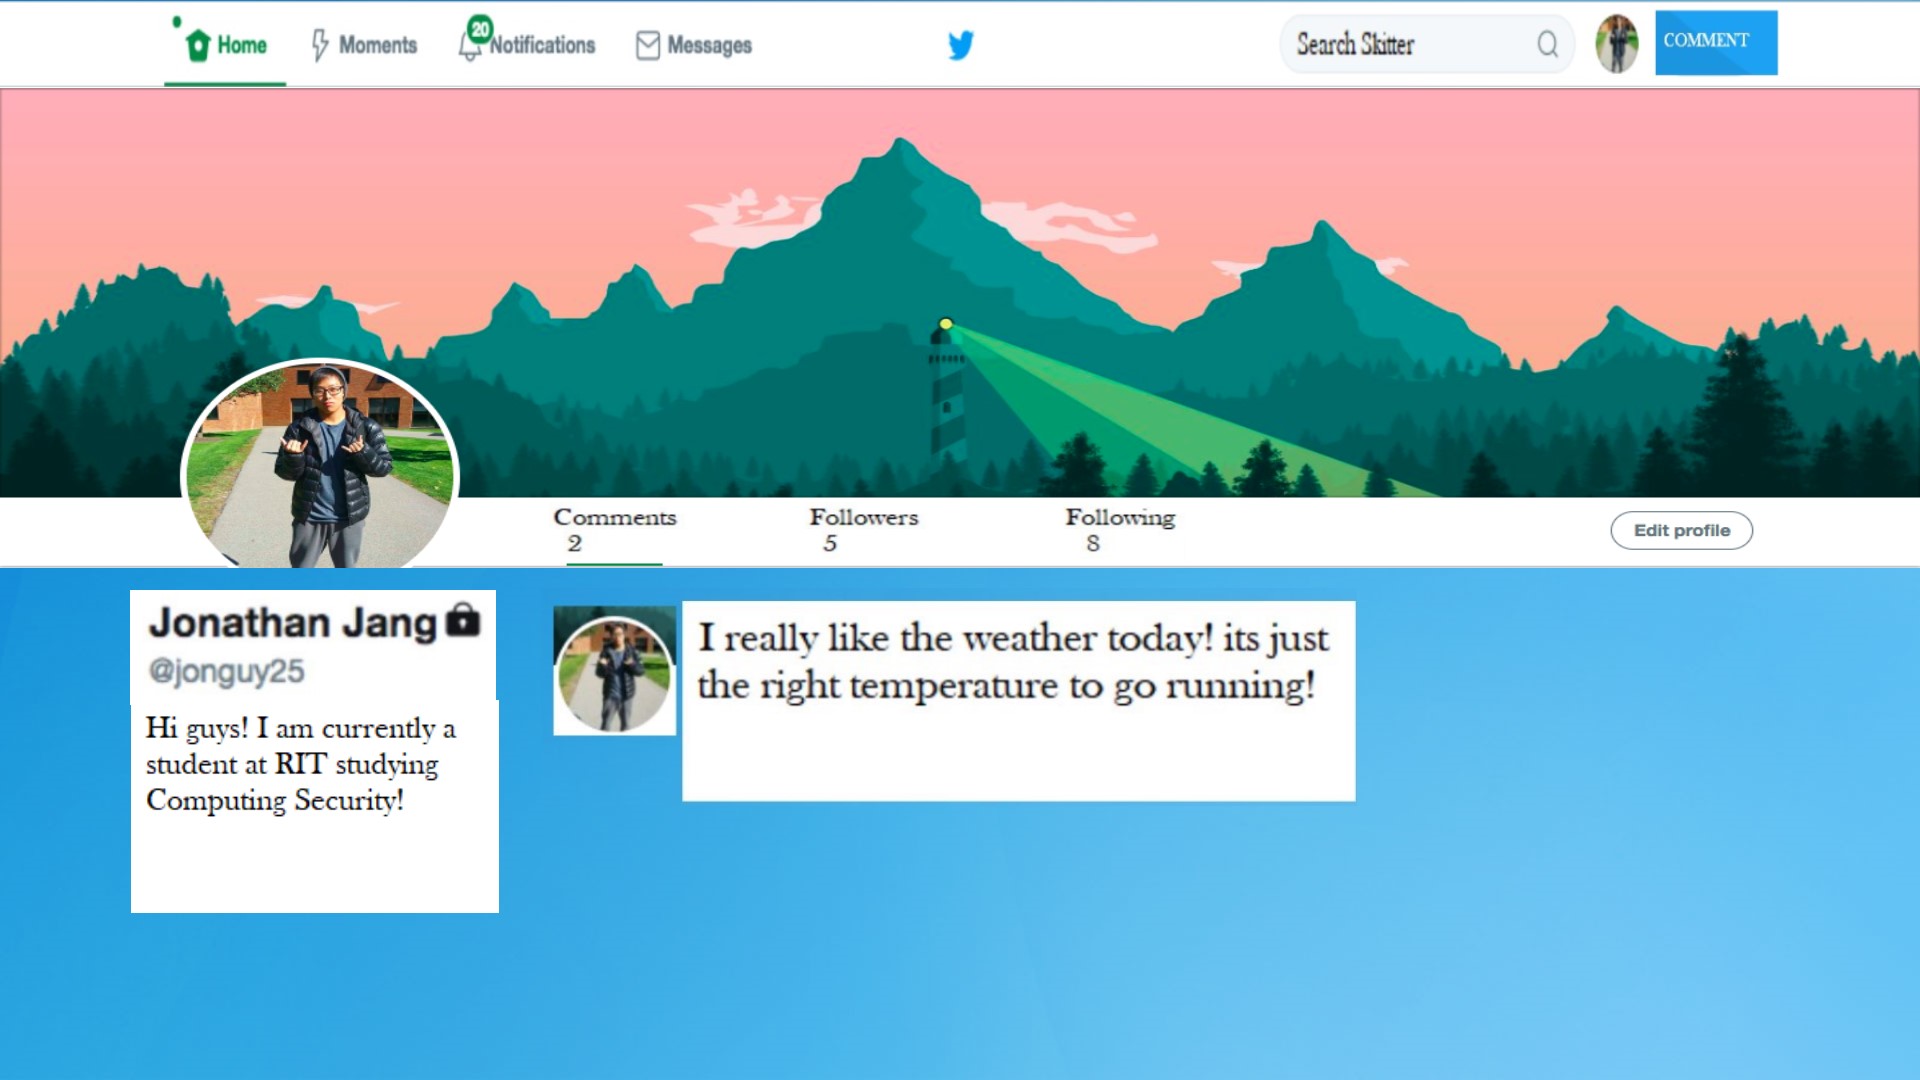 Home Moments 20 Notifications Messages Search Skitter COMMENT
Comments Followers Following
2 5 8
Edit profile
Jonathan Jang
@jonguy25
Hi guys! I am currently a
student at RIT studying
Computing Security!
I really like the weather today! its just
the right temperature to go running!